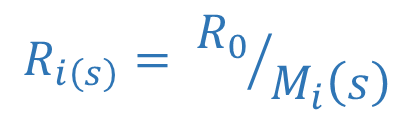 R_{i(s)} = R_0/M_i(s)